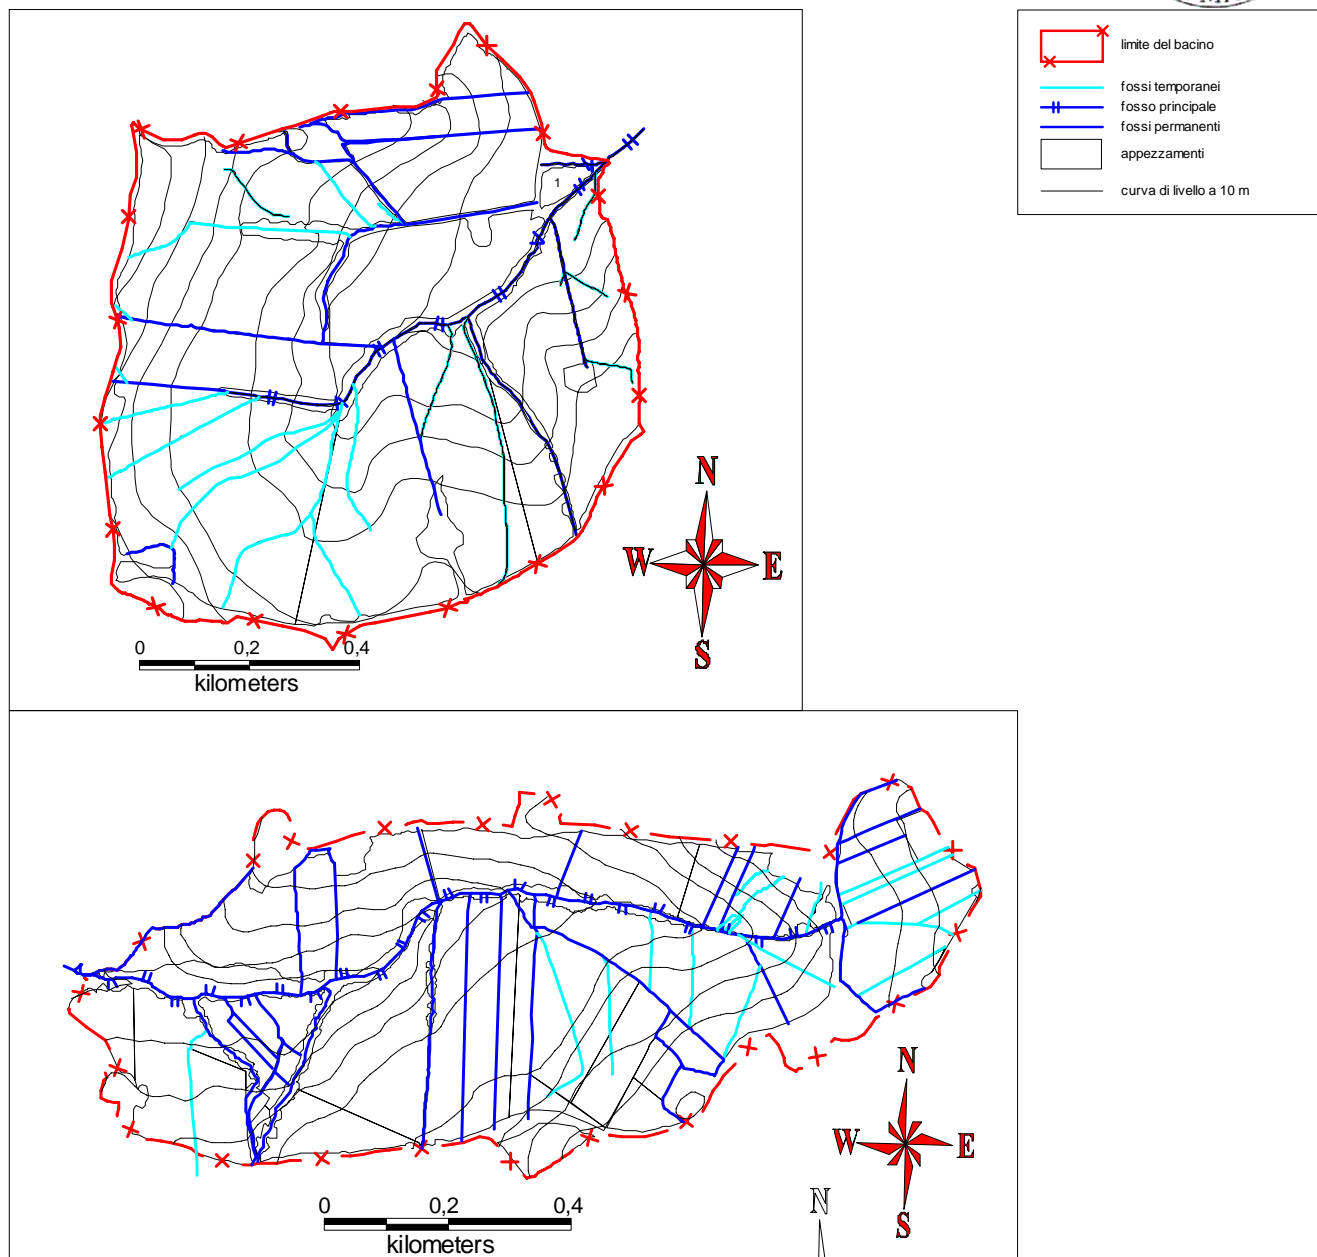 limite del bacino
fossi temporanei
fosso principale
fossi permanenti
appezzamenti
curva di livello a 10 m
1
N
W E
S
0 0,2 0,4
kilometers
N
W E
S
N
0 0,2 0,4
kilometers